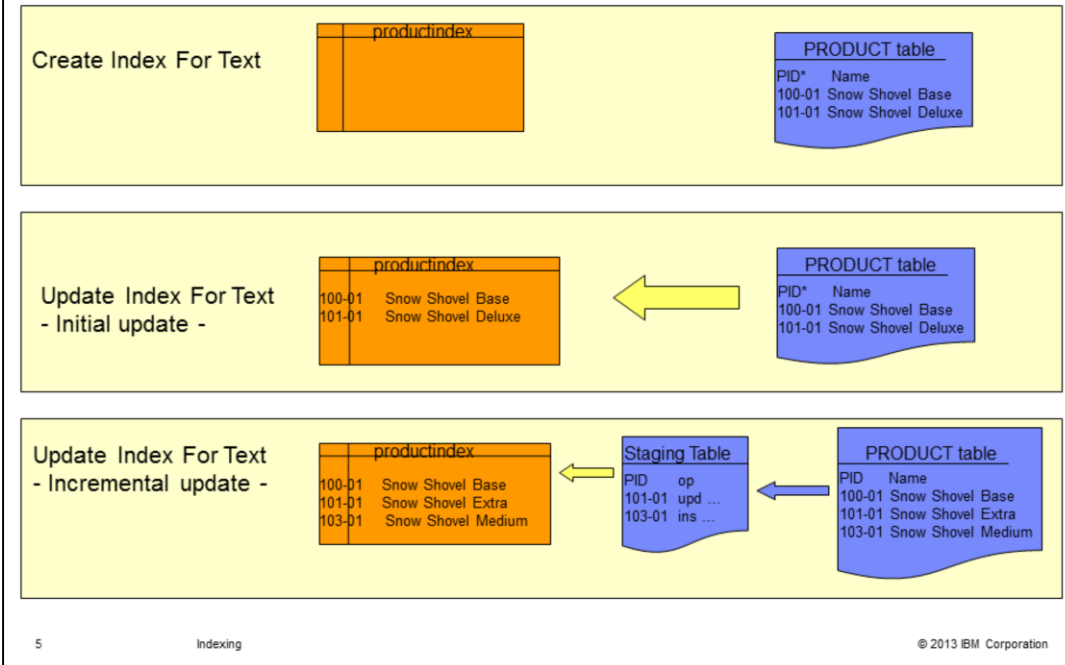 Create Index For Text
productindex
PRODUCT table
PID* Name
100-01 Snow Shovel Base
101-01 Snow Shovel Deluxe
Update Index For Text
- Initial update -
productindex
100-01 Snow Shovel Base
101-01 Snow Shovel Deluxe
PRODUCT table
PID* Name
100-01 Snow Shovel Base
101-01 Snow Shovel Deluxe
Update Index For Text
- Incremental update -
productindex
100-01 Snow Shovel Base
101-01 Snow Shovel Extra
103-01 Snow Shovel Medium
Staging Table
PID op
101-01 upd ...
103-01 ins ...
PRODUCT table
PID Name
100-01 Snow Shovel Base
101-01 Snow Shovel Extra
103-01 Snow Shovel Medium
5 Indexing © 2013 IBM Corporation